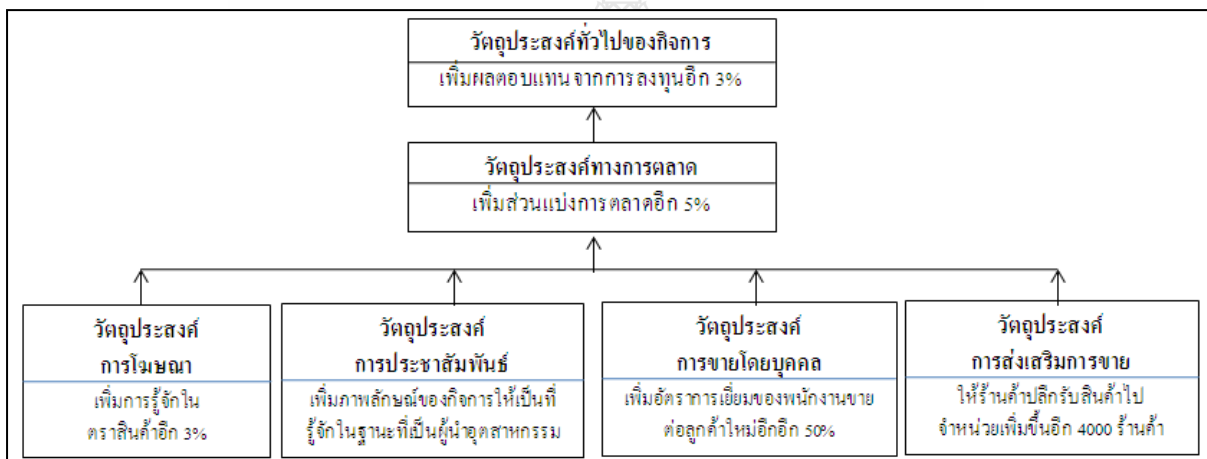 วัตถุประสงค์ทั่วไปของกิจการ
เพิ่มผลตอบแทนจากการลงทุนอีก 3%
วัตถุประสงค์ทางการตลาด
เพิ่มส่วนแบ่งการตลาดอีก 5%
วัตถุประสงค์
การโฆษณา
เพิ่มการรู้จักใน
ตราสินค้าอีก 3%
วัตถุประสงค์
การประชาสัมพันธ์
เพิ่มภาพลักษณ์ของกิจการให้เป็นที่
รู้จักในฐานะที่เป็นผู้นำอุตสาหกรรม
วัตถุประสงค์
การขายโดยบุคคล
เพิ่มอัตราการเยี่ยมของพนักงานขาย
ต่อลูกค้าใหม่อีกอีก 50%
วัตถุประสงค์
การส่งเสริมการขาย
ให้ร้านค้าปลีกรับสินค้าไป
จำหน่ายเพิ่มขึ้นอีก 4000 ร้านค้า